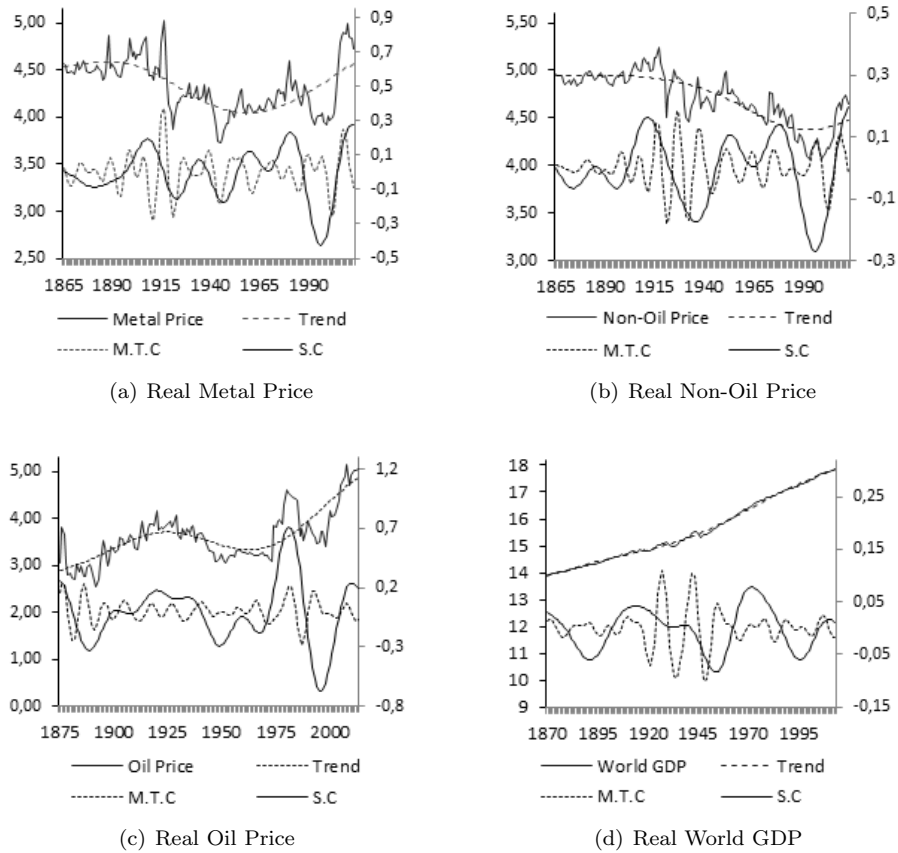 5,00 0,9
4,50 0,7
4,00 0,5
3,50 0,3
3,00 0,1
2,50 -0,1
-0,3
-0,5
1865 1890 1915 1940 1965 1990
Metal Price Trend
M.T.C S.C
(a) Real Metal Price
5,50 0,5
5,00 0,3
4,50 0,1
4,00 -0,1
3,50 -0,3
3,00
1865 1890 1915 1940 1965 1990
Non-Oil Price Trend
M.T.C S.C
(b) Real Non-Oil Price
5,00 1,2
4,00 0,7
3,00 0,2
2,00 -0,3
1,00 -0,8
0,00
1875 1900 1925 1950 1975 2000
Oil Price Trend
M.T.C S.C
(c) Real Oil Price
18 0,25
17 0,15
16 0,05
15 -0,05
14 -0,15
13
12
11
10
9
1870 1895 1920 1945 1970 1995
World GDP Trend
M.T.C S.C
(d) Real World GDP